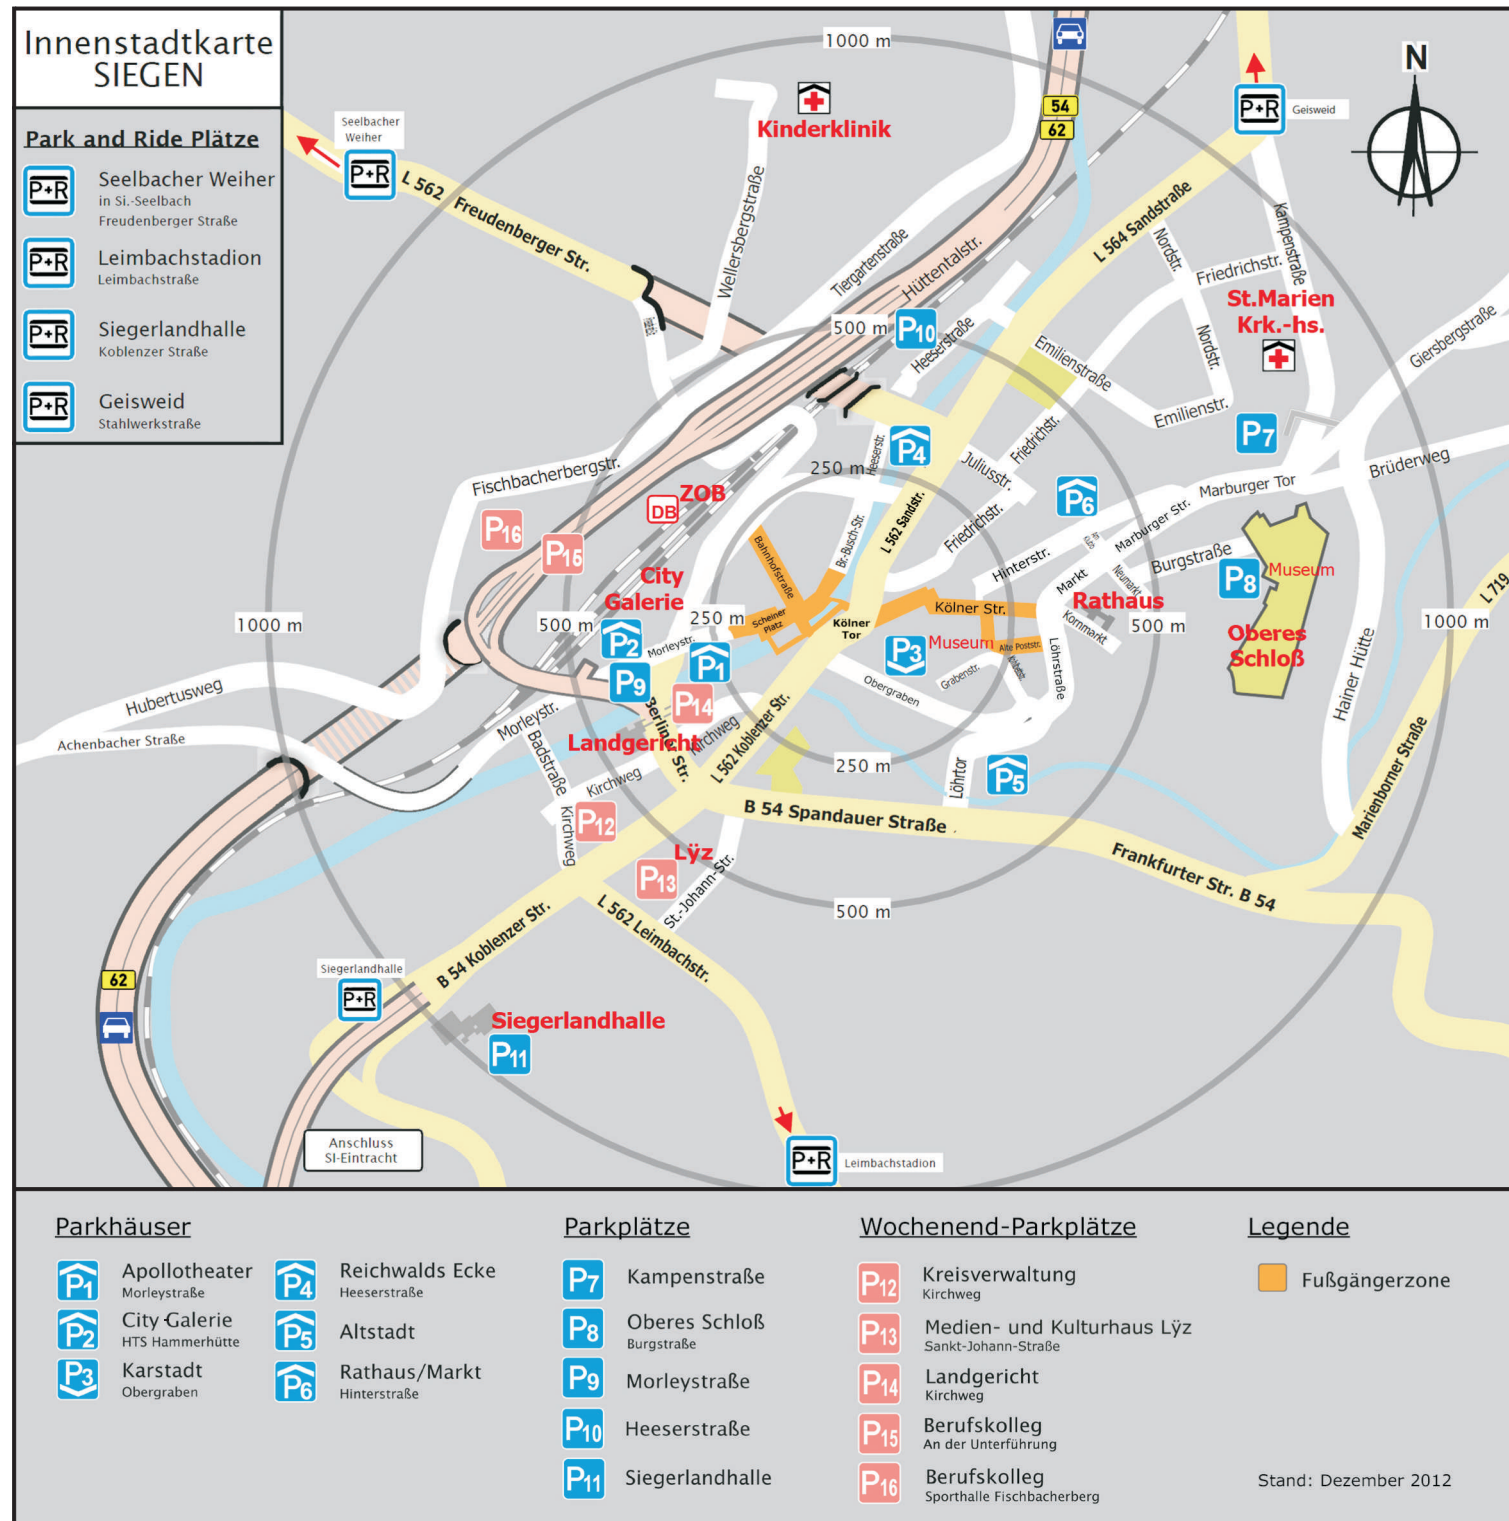 Innenstadtkarte
SIEGEN
Park and Ride Plätze
P+R
Seelbacher Weiher
in Si.-Seelbach
Freudenberger Straße
P+R
Leimbachstadion
Leimbachstraße
P+R
Siegerlandhalle
Koblenzer Straße
P+R
Geisweid
Stahlwerkstraße
1000 m
N
Seelbacher
Weiher
P+R
L 562 Freudenberger Str.
Kinderklinik
54
62
P+R
Geisweid
Wellersbergstraße
Tiergartenstraße
Hüttentalstr.
L 564 Sandstraße
Nordstr.
Kampenstraße
Friedrichstr.
St.Marien
Krk.-hs.
Nordstr.
Giersbergstraße
500 m
P10
Heeserstraße
Emilienstraße
Emilienstr.
P7
Friedrichstr.
P4
Heeserstr.
Juliusstr.
250 m
Fischbacherbergstr.
Brüderweg
Marburger Tor
P6
ZOB
DB
P16
P15
L 562 Sandstr.
Friedrichstr.
Marburger Str.
Bahnhofstraße
Br.-Busch-Str.
Hinterstr.
Burgstraße
Markt
Neumarkt
P8
Museum
L 719
City
Galerie
Rathaus
Kölner Str.
1000 m
500 m
P2
250 m
Scheiner
Platz
Kölner
Tor
Kornmarkt
500 m
Oberes
Schloß
1000 m
Morleystr.
P1
P3
Museum
Alte Poststr.
Löhrstraße
Grabenstr.
Obergraben
Hainer Hütte
P9
P14
Hubertusweg
Morleystr.
Achenbacher Straße
Landgericht
Berliner Str.
Kirchweg
L 562 Koblenzer Str.
Badstraße
Kirchweg
250 m
Löhrtor
P5
Marienborner Straße
B 54 Spandauer Straße
P12
Kirchweg
Lÿz
P13
St.-Johann-Str.
Frankfurter Str. B 54
500 m
L 562 Leimbachstr.
B 54 Koblenzer Str.
Siegerlandhalle
P+R
62
Siegerlandhalle
P11
Anschluss
SI-Eintracht
P+R
Leimbachstadion
Parkhäuser
P1
Apollotheater
Morleystraße
P2
City-Galerie
HTS Hammerhütte
P3
Karstadt
Obergraben
P4
Reichwalds Ecke
Heeserstraße
P5
Altstadt
P6
Rathaus/Markt
Hinterstraße
Parkplätze
P7
Kampenstraße
P8
Oberes Schloß
Burgstraße
P9
Morleystraße
P10
Heeserstraße
P11
Siegerlandhalle
Wochenend-Parkplätze
P12
Kreisverwaltung
Kirchweg
P13
Medien- und Kulturhaus Lÿz
Sankt-Johann-Straße
P14
Landgericht
Kirchweg
P15
Berufskolleg
An der Unterführung
P16
Berufskolleg
Sporthalle Fischbacherberg
Legende
Fußgängerzone
Stand: Dezember 2012